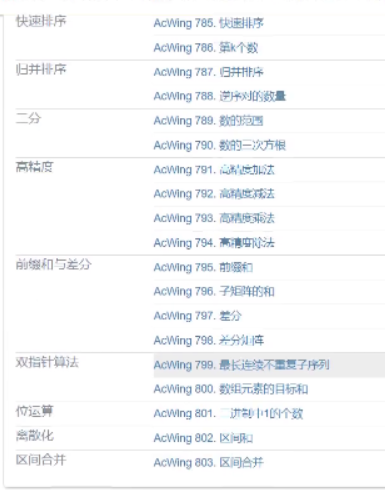 快速排序 AcWing 785. 快速排序
AcWing 786. 第k个数
归并排序 AcWing 787. 归并排序
AcWing 788. 逆序对的数量
二分 AcWing 789. 数的范围
AcWing 790. 数的三次方根
高精度 AcWing 791. 高精度加法
AcWing 792. 高精度减法
AcWing 793. 高精度乘法
AcWing 794. 高精度除法
前缀和与差分 AcWing 795. 前缀和
AcWing 796. 子矩阵的和
AcWing 797. 差分
AcWing 798. 差分矩阵
双指针算法 AcWing 799. 最长连续不重复子序列
AcWing 800. 数组元素的目标和
位运算 AcWing 801. 二进制中1的个数
离散化 AcWing 802. 区间和
区间合并 AcWing 803. 区间合并